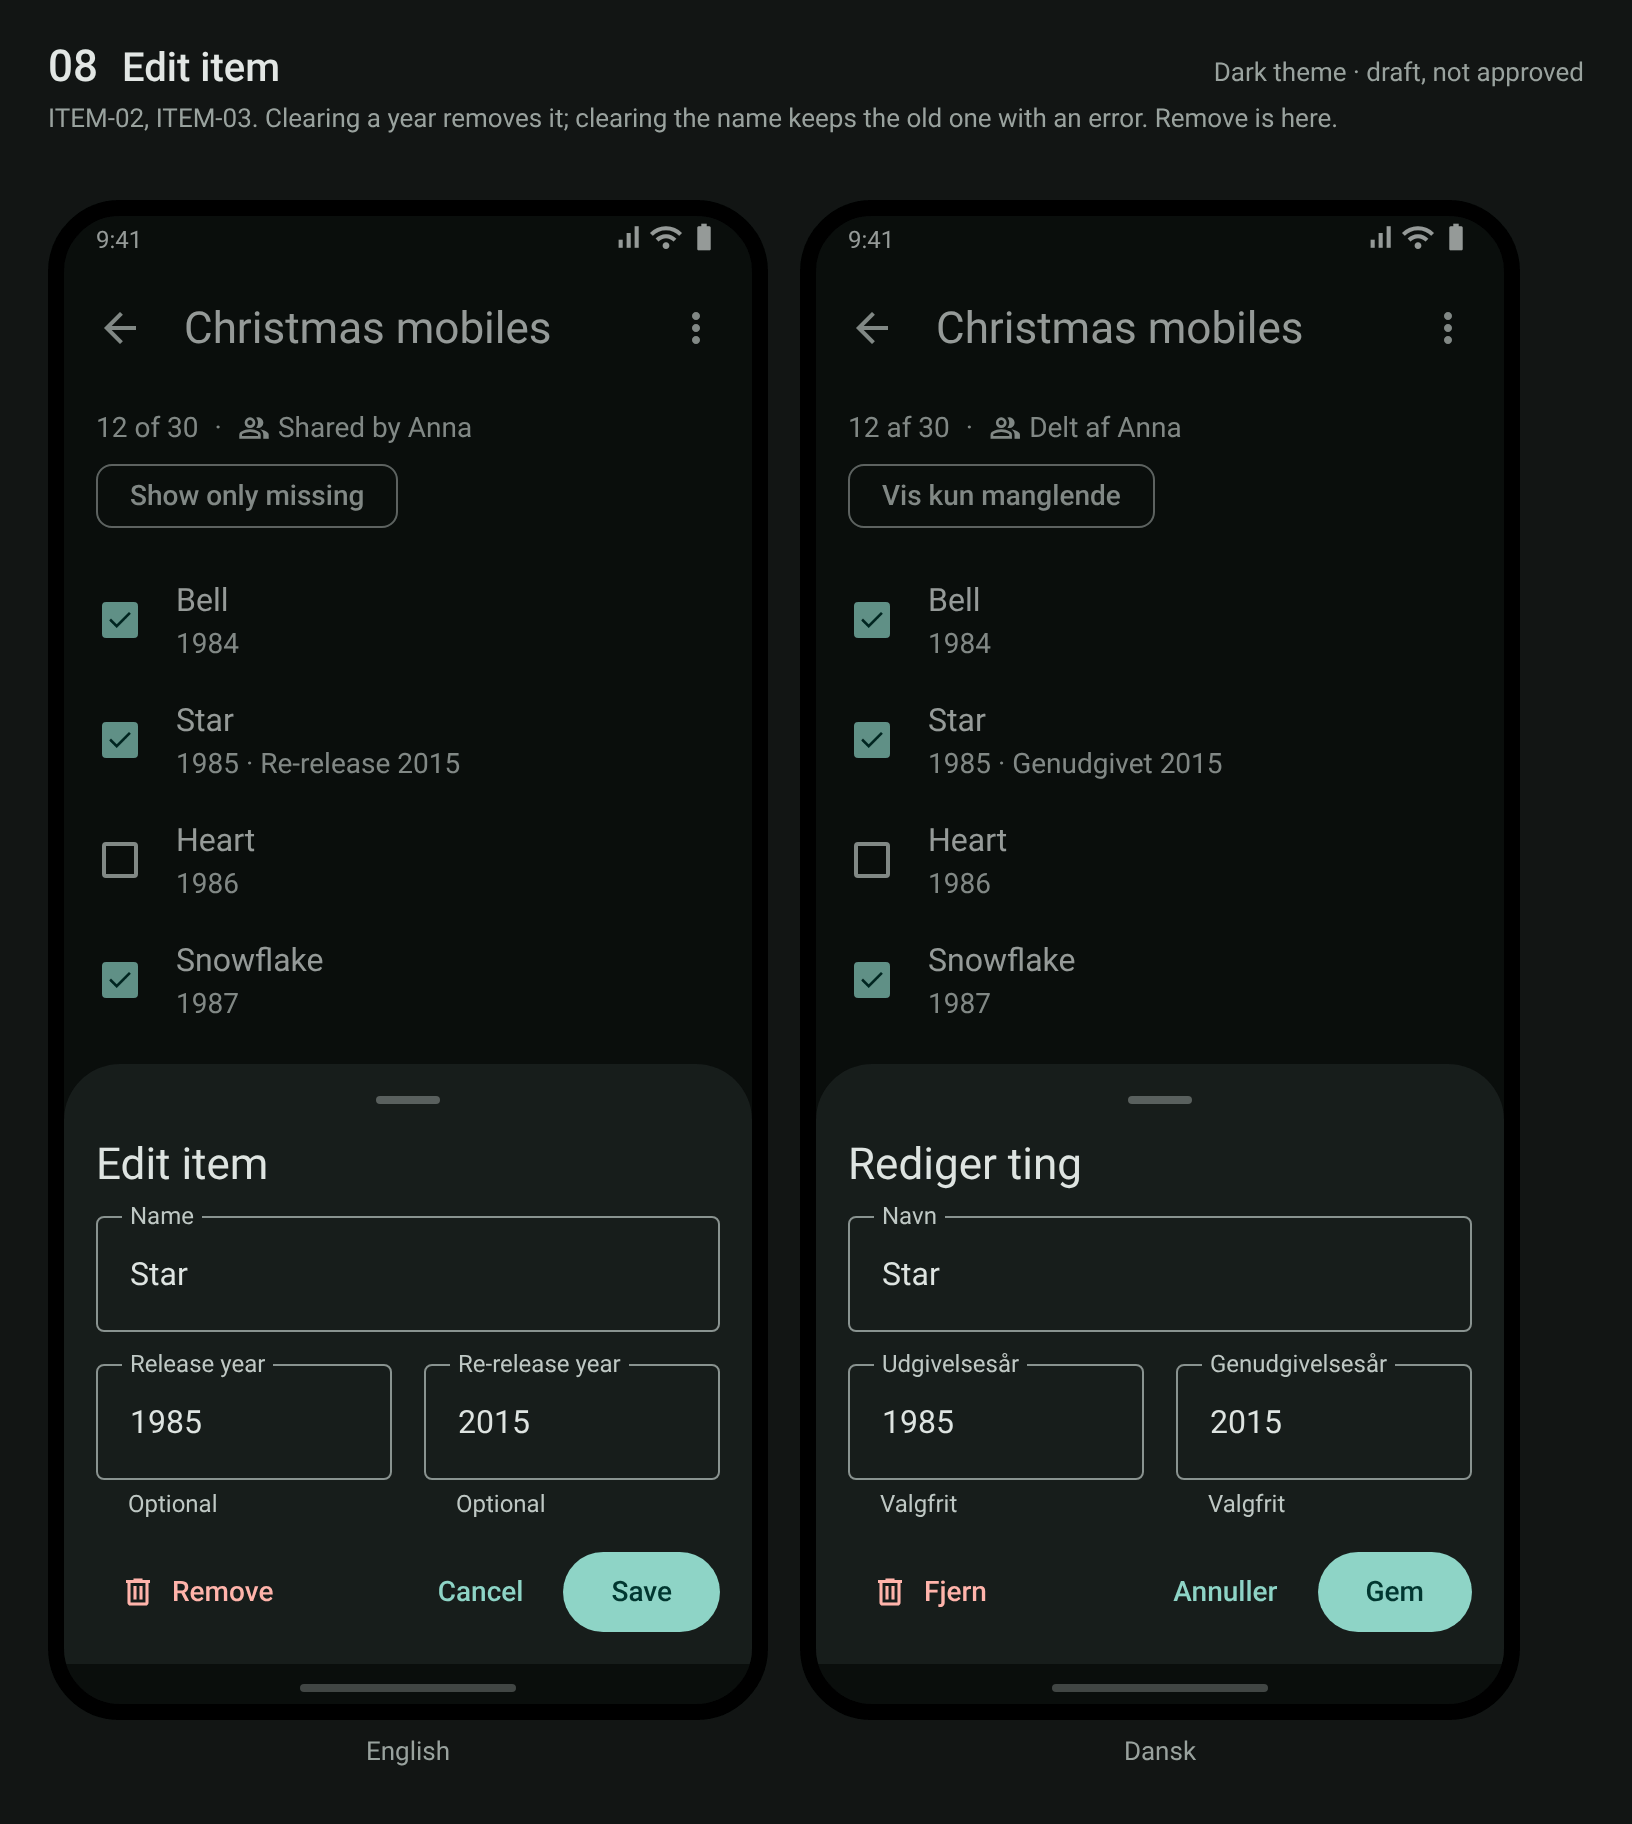 08 Edit item
Dark theme · draft, not approved
ITEM-02, ITEM-03. Clearing a year removes it; clearing the name keeps the old one with an error. Remove is here.
9:41
Christmas mobiles
12 of 30 · Shared by Anna
Show only missing
Bell
1984
Star
1985 · Re-release 2015
Heart
1986
Snowflake
1987
Edit item
Name
Star
Release year
Re-release year
1985
2015
Optional
Optional
Remove
Cancel
Save
English
9:41
Christmas mobiles
12 af 30 · Delt af Anna
Vis kun manglende
Bell
1984
Star
1985 · Genudgivet 2015
Heart
1986
Snowflake
1987
Rediger ting
Navn
Star
Udgivelsesår
Genudgivelsesår
1985
2015
Valgfrit
Valgfrit
Fjern
Annuller
Gem
Dansk